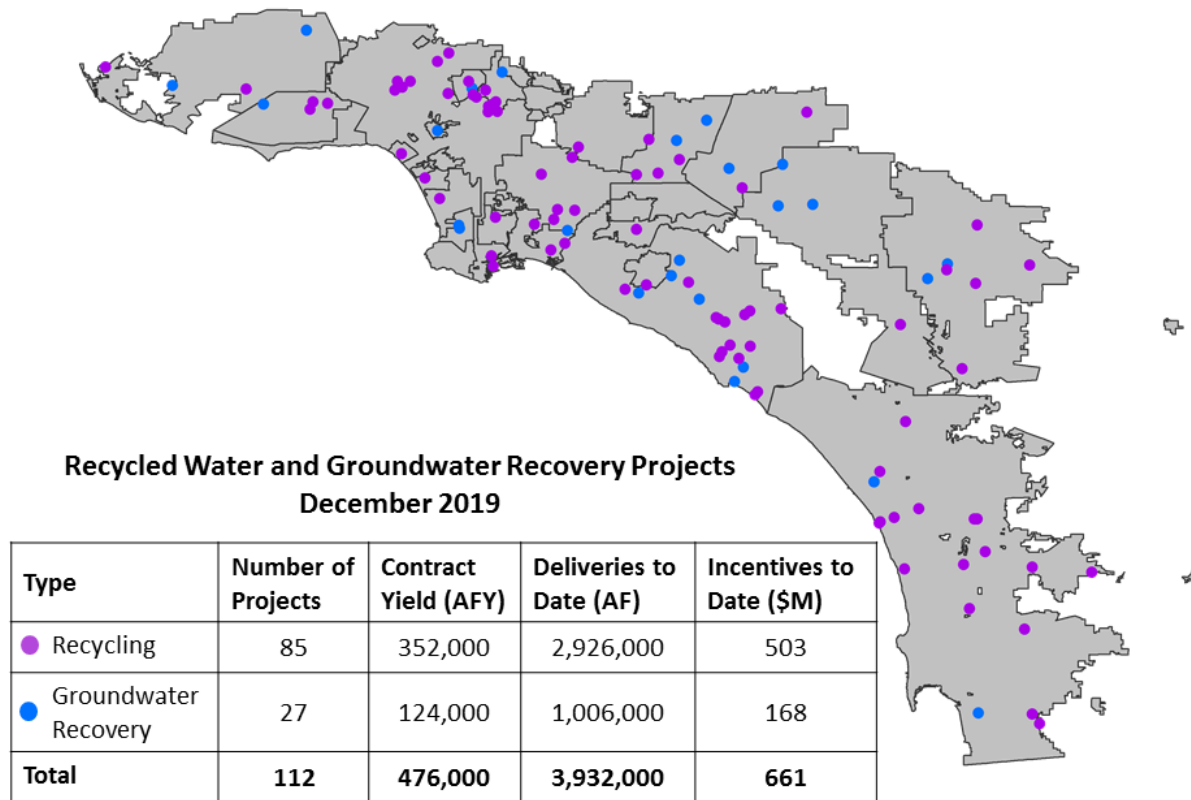 Recycled Water and Groundwater Recovery Projects
December 2019
Type
Number of
Projects
Contract
Yield (AFY)
Deliveries to
Date (AF)
Incentives to
Date ($M)
Recycling 85 352,000 2,926,000 503
Groundwater
Recovery
27 124,000 1,006,000 168
Total 112 476,000 3,932,000 661